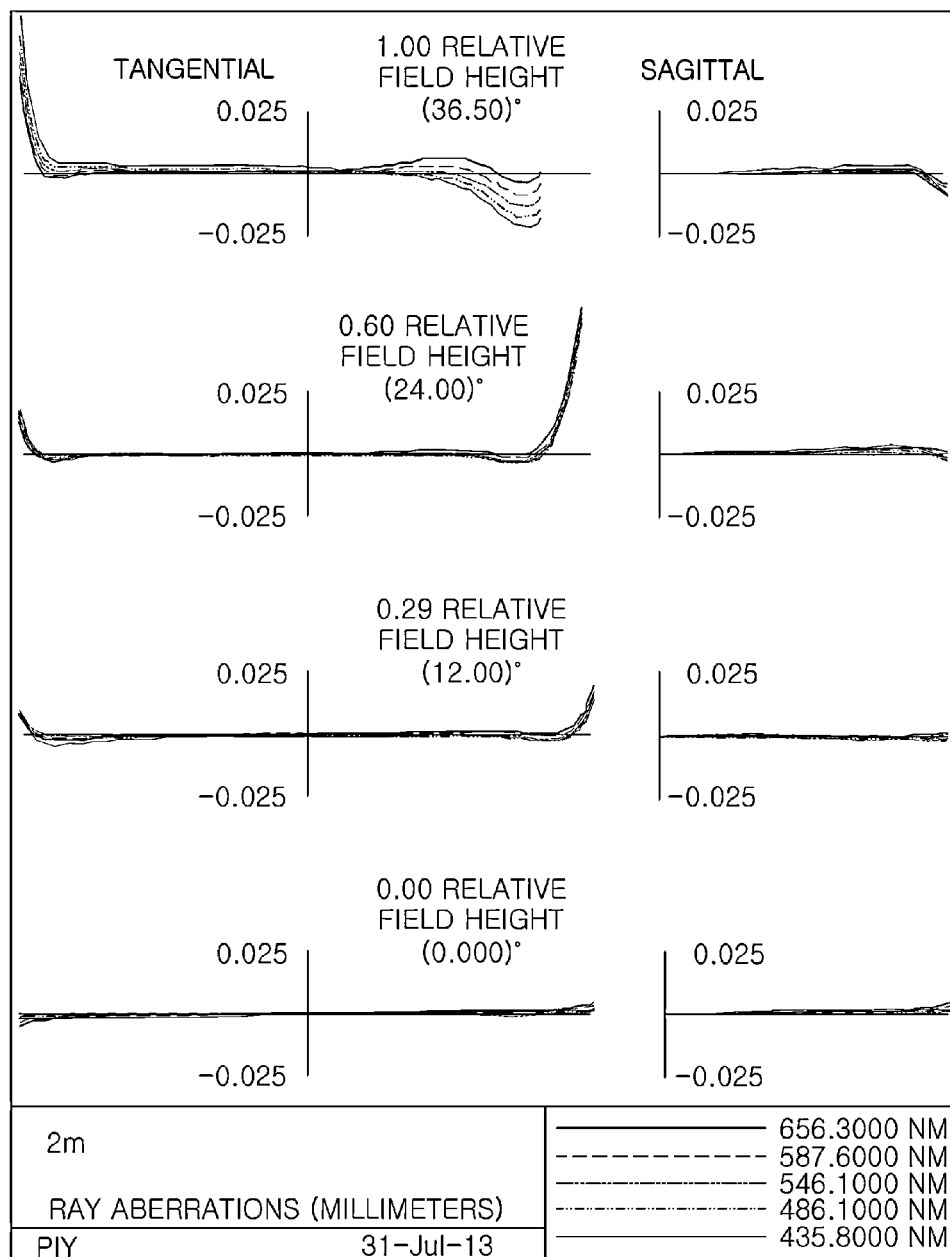 1.00 RELATIVE
TANGENTIAL FIELD HEIGHT SAGITTAL
(36.50)°
0.025 0.025
-0.025 -0.025
0.60 RELATIVE
FIELD HEIGHT
(24.00)°
0.025 0.025
-0.025 -0.025
0.29 RELATIVE
FIELD HEIGHT
(12.00)°
0.025 0.025
-0.025 -0.025
0.00 RELATIVE
FIELD HEIGHT
(0.000)°
0.025 0.025
-0.025 -0.025
2m
RAY ABERRATIONS (MILLIMETERS)
PIY 31-Jul-13
656.3000 NM
587.6000 NM
546.1000 NM
486.1000 NM
435.8000 NM